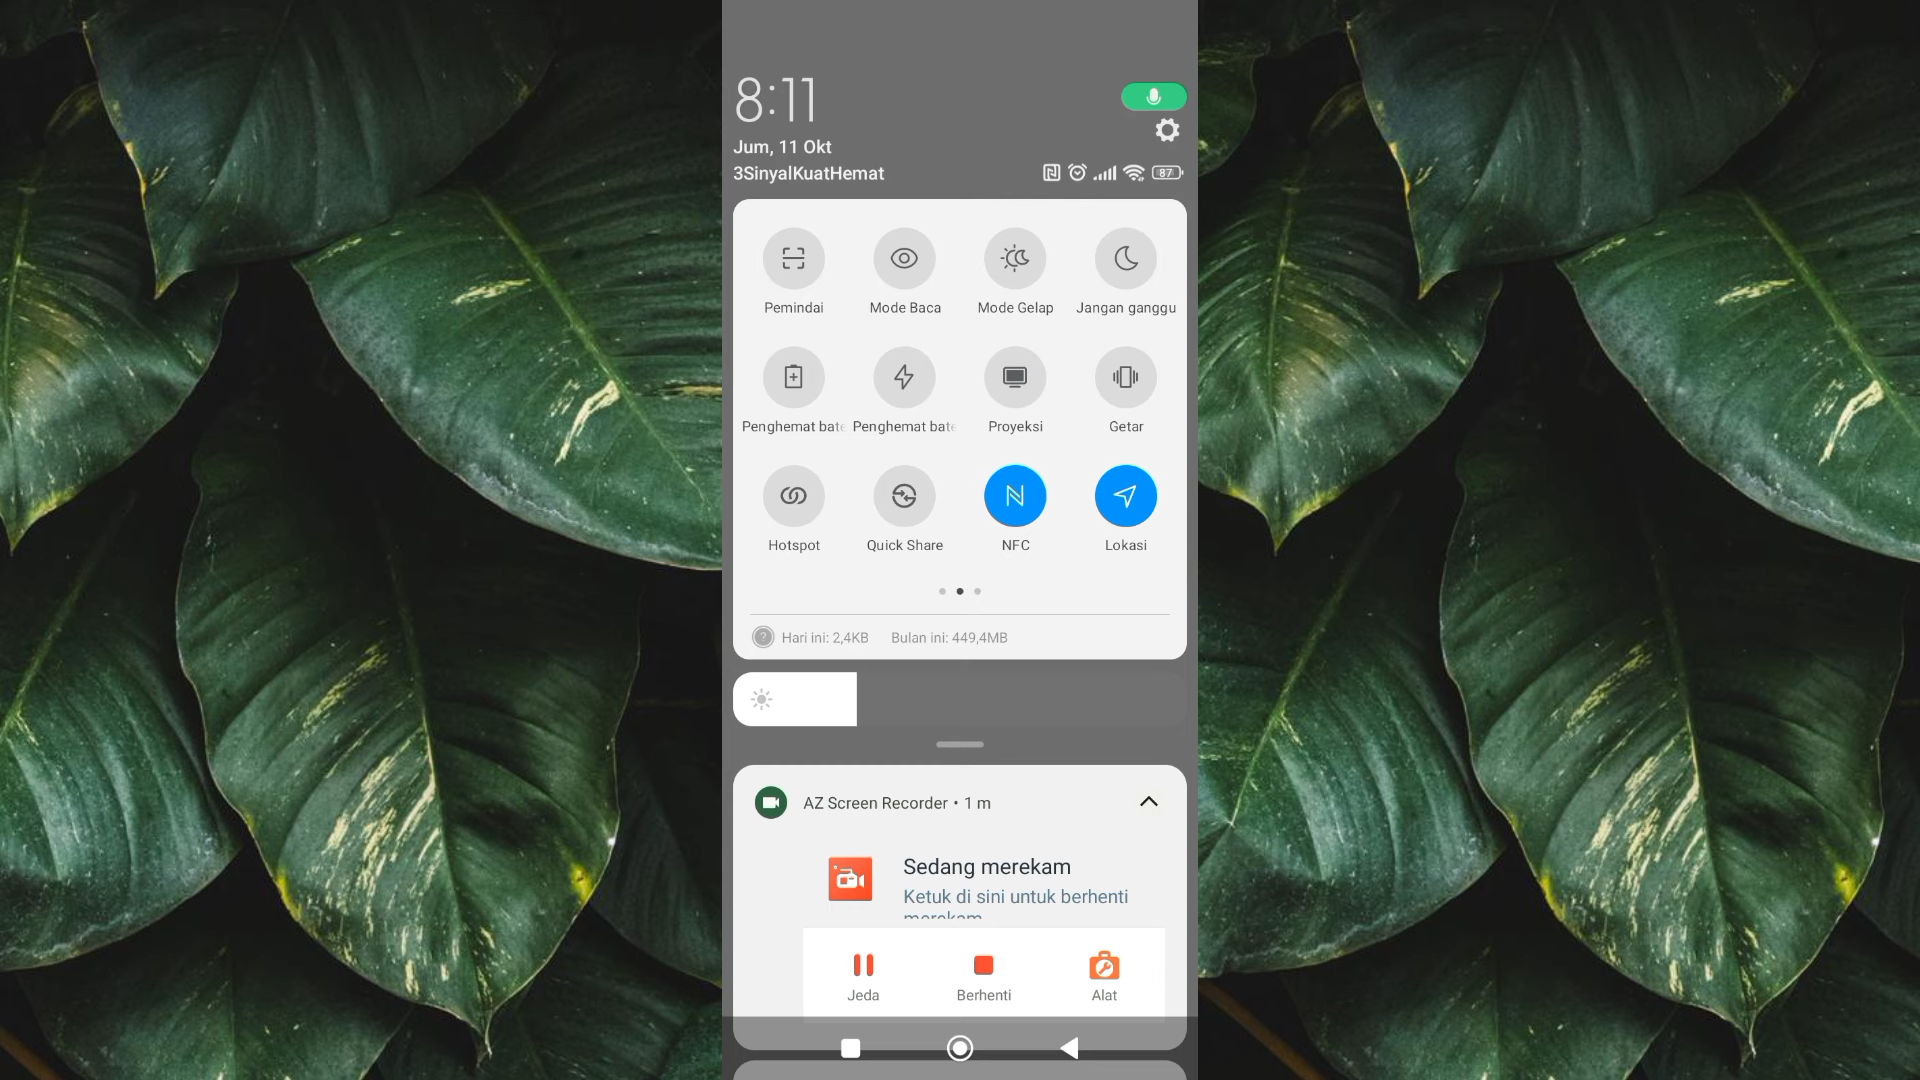 8:11
Jum, 11 Okt
3SinyalKuatHemat
87
Pemindai
Mode Baca
Mode Gelap
Jangan ganggu
Penghemat bate
Penghemat bate
Proyeksi
Getar
Hotspot
Quick Share
NFC
Lokasi
? Hari ini: 2,4KB Bulan ini: 449,4MB
AZ Screen Recorder • 1 m
Sedang merekam
Ketuk di sini untuk berhenti
merekam
Jeda
Berhenti
Alat